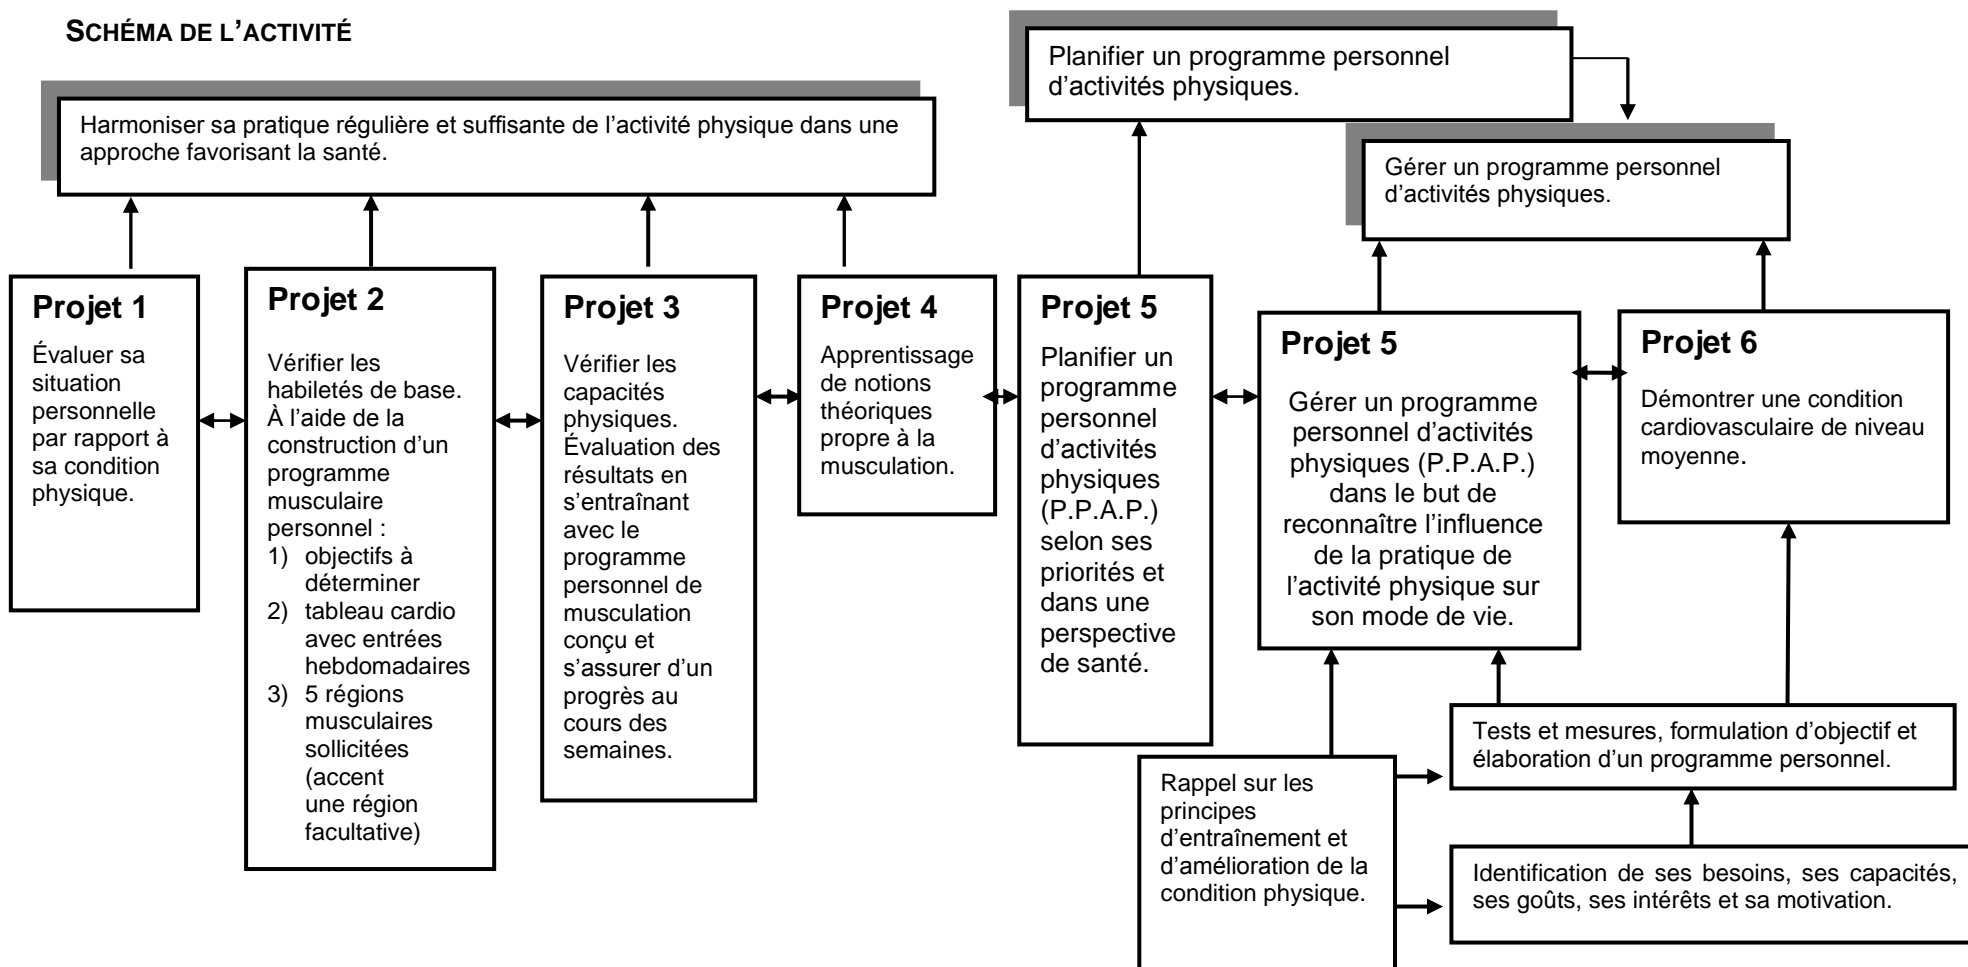 SCHÉMA DE L’ACTIVITÉ
Planifier un programme personnel
d’activités physiques.
Harmoniser sa pratique régulière et suffisante de l’activité physique dans une
approche favorisant la santé.
Gérer un programme personnel
d’activités physiques.
Projet 1
Évaluer sa
situation
personnelle
par rapport à
sa condition
physique.
Projet 2
Vérifier les
habiletés de base.
À l’aide de la
construction d’un
programme
musculaire
personnel :
1) objectifs à
déterminer
2) tableau cardio
avec entrées
hebdomadaires
3) 5 régions
musculaires
sollicitées
(accent
une région
facultative)
Projet 3
Vérifier les
capacités
physiques.
Évaluation des
résultats en
s’entraînant
avec le
programme
personnel de
musculation
conçu et
s’assurer d’un
progrès au
cours des
semaines.
Projet 4
Apprentissage
de notions
théoriques
propre à la
musculation.
Projet 5
Planifier un
programme
personnel
d’activités
physiques
(P.P.A.P.)
selon ses
priorités et
dans une
perspective
de santé.
Projet 5
Gérer un programme
personnel d’activités
physiques (P.P.A.P.)
dans le but de
reconnaître l’influence
de la pratique de
l’activité physique sur
son mode de vie.
Projet 6
Démontrer une condition
cardiovasculaire de niveau
moyenne.
Tests et mesures, formulation d’objectif et
élaboration d’un programme personnel.
Rappel sur les
principes
d’entraînement et
d’amélioration de la
condition physique.
Identification de ses besoins, ses capacités,
ses goûts, ses intérêts et sa motivation.